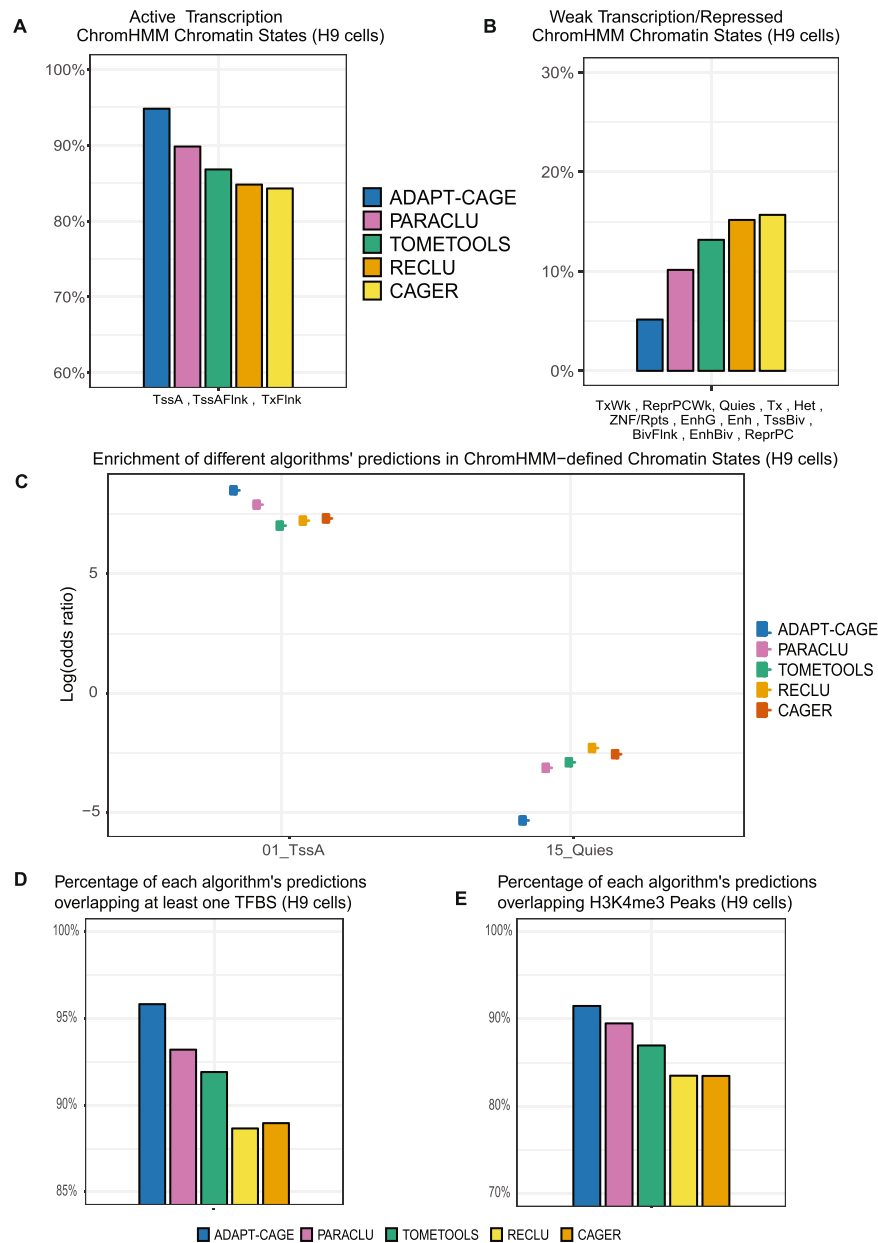 A
Active Transcription
ChromHMM Chromatin States (H9 cells)
100%
90%
80%
70%
60%
TssA , TssAFlnk , TxFlnk
ADAPT-CAGE
PARACLU
TOMETOOLS
RECLU
CAGER
B
Weak Transcription/Repressed
ChromHMM Chromatin States (H9 cells)
30%
20%
10%
0%
TxWk , ReprPCWk, Quies , Tx , Het ,
ZNF/Rpts , EnhG , Enh , TssBiv ,
BivFlnk , EnhBiv , ReprPC
C
Enrichment of different algorithms' predictions in ChromHMM−defined Chromatin States (H9 cells)
Log(odds ratio)
5
0
−5
01_TssA
15_Quies
ADAPT-CAGE
PARACLU
TOMETOOLS
RECLU
CAGER
D
Percentage of each algorithm's predictions
overlapping at least one TFBS (H9 cells)
100%
95%
90%
85%
E
Percentage of each algorithm's predictions
overlapping H3K4me3 Peaks (H9 cells)
100%
90%
80%
70%
ADAPT-CAGE PARACLU TOMETOOLS RECLU CAGER